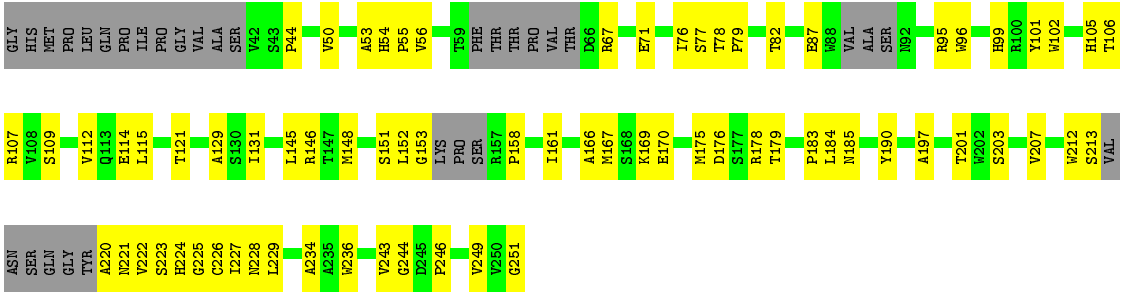 GLY HIS MET PRO LEU GLN PRO ILE PRO GLY VAL ALA SER V42 S43 P44 V50 A53 H54 P55 V56 T59 PHE THR THR PRO VAL THR D66 R67 E71 I76 S77 T78 P79 T82 E87 W88 VAL ALA SER N92 R95 W96 H99 R100 Y101 W102 H105 T106
R107 V108 S109 V112 Q113 E114 L115 T121 A129 S130 I131 L145 R146 T147 M148 S151 L152 G153 LYS PRO SER R157 P158 I161 A166 M167 S168 K169 E170 M175 D176 S177 R178 T179 P183 L184 N185 Y190 A197 T201 W202 S203 V207 W212 S213 VAL
ASN SER GLN GLY TYR A220 N221 V222 S223 H224 G225 C226 I227 N228 L229 A234 A235 W236 V243 G244 D245 P246 V249 V250 G251